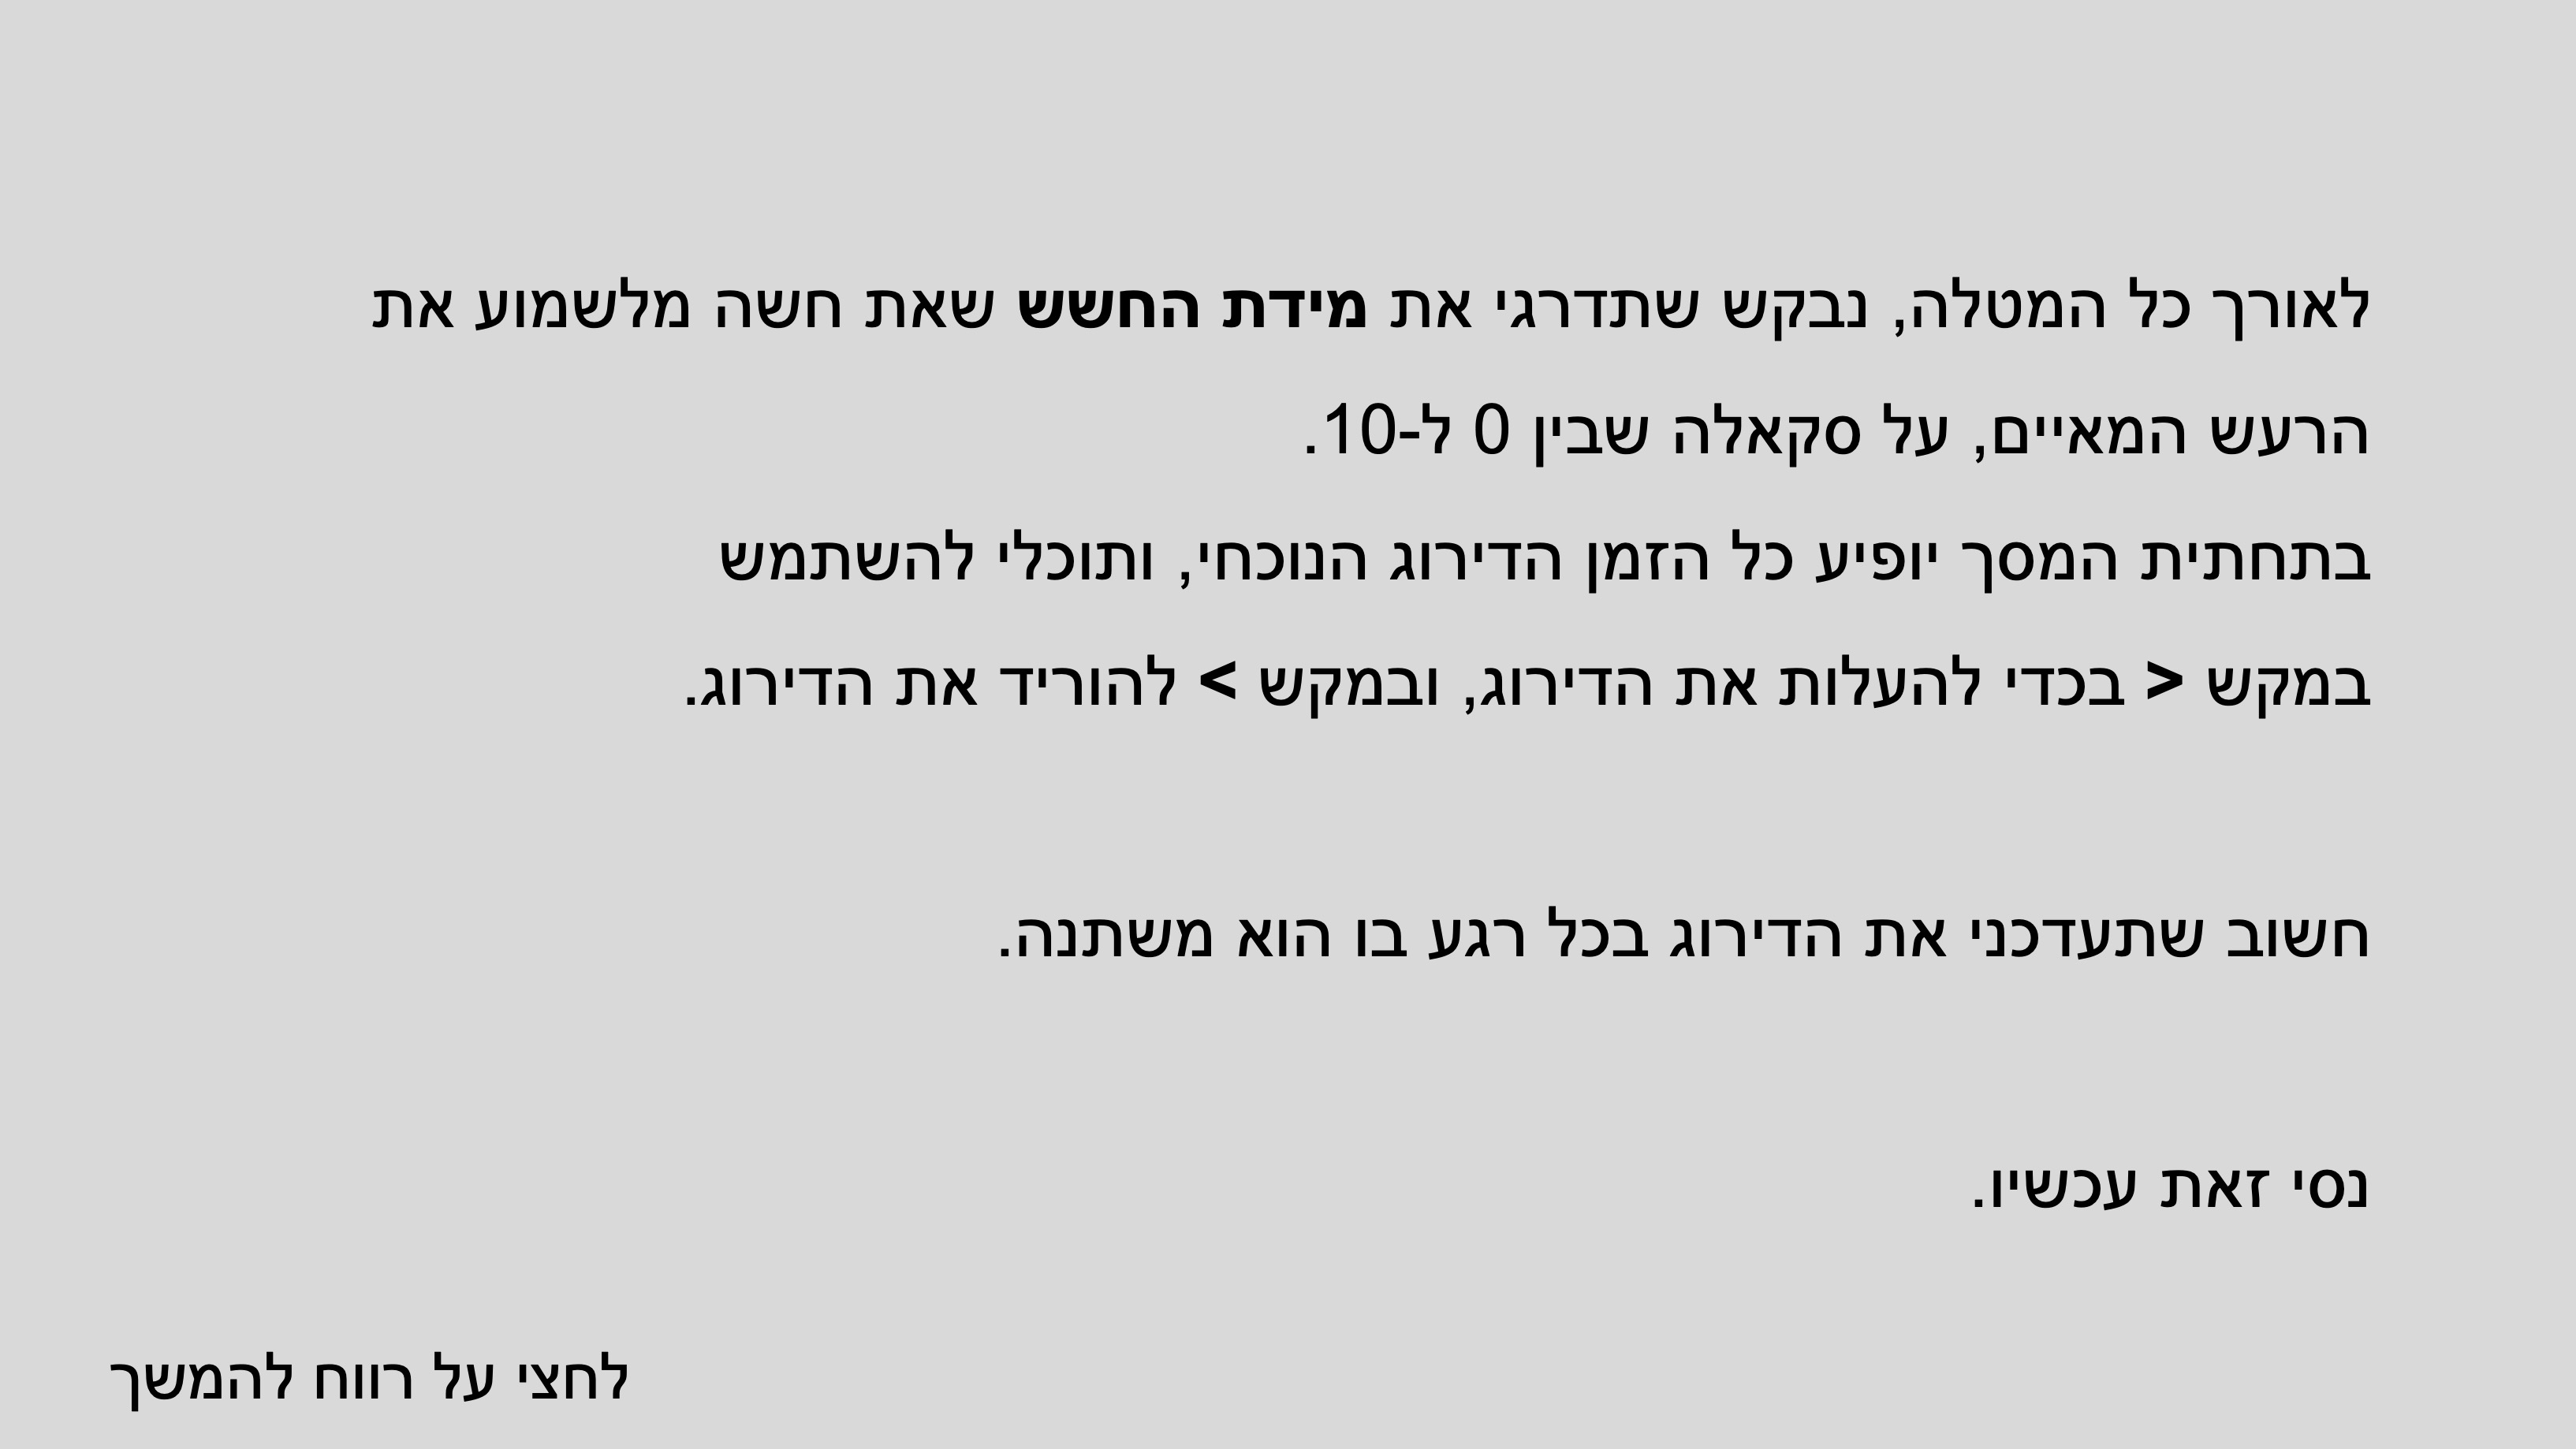 לאורך כל המטלה, נבקש שתדרגי את מידת החשש שאת חשה מלשמוע את
הרעש המאיים, על סקאלה שבין 0 ל-10.
בתחתית המסך יופיע כל הזמן הדירוג הנוכחי, ותוכלי להשתמש
במקש > בכדי להעלות את הדירוג, ובמקש < להוריד את הדירוג.
חשוב שתעדכני את הדירוג בכל רגע בו הוא משתנה.
נסי זאת עכשיו.
לחצי על רווח להמשך